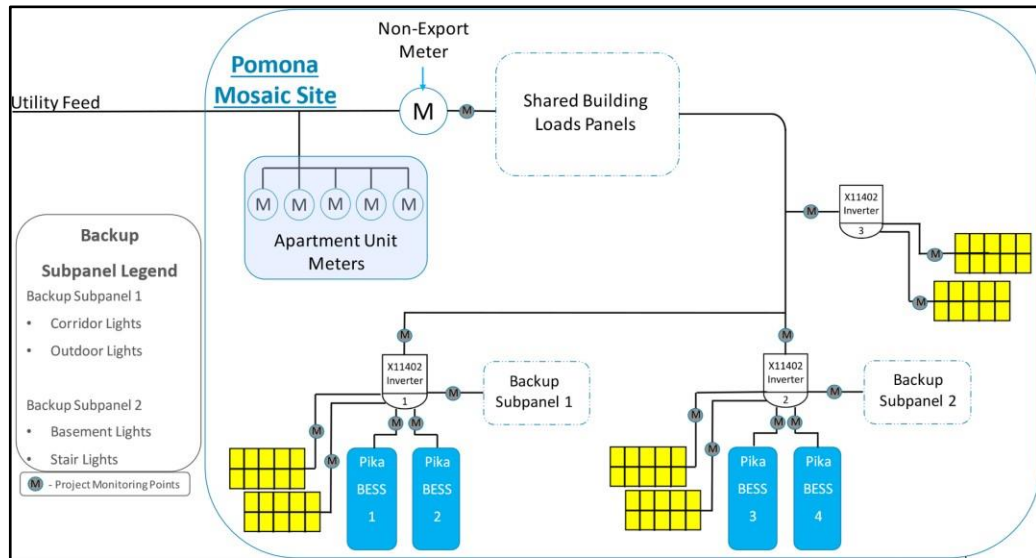 Non-Export
Meter
Pomona
Mosaic Site
Utility Feed
M
M
Shared Building
Loads Panels
M M M M M
Apartment Unit
Meters
Backup
Subpanel Legend
Backup Subpanel 1
• Corridor Lights
• Outdoor Lights
Backup Subpanel 2
• Basement Lights
• Stair Lights
M - Project Monitoring Points
M
X11402
Inverter
3
M
M
M
X11402
Inverter
1
M
Backup
Subpanel 1
M
M
M
M
Pika
BESS
1
Pika
BESS
2
M
X11402
Inverter
2
M
Backup
Subpanel 2
M
M
M
M
Pika
BESS
3
Pika
BESS
4